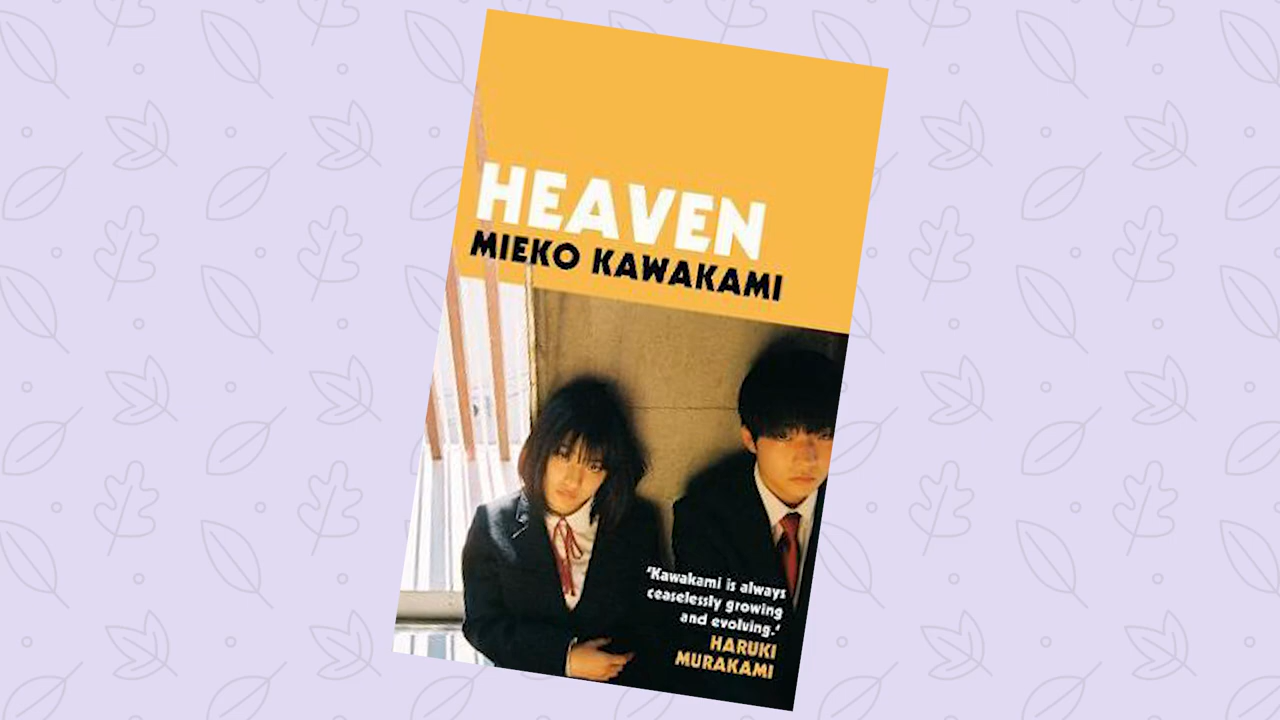 HEAVEN
MIEKO KAWAKAMI
'Kawakami is always
ceaselessly growing
and evolving.'
HARUKI
MURAKAMI